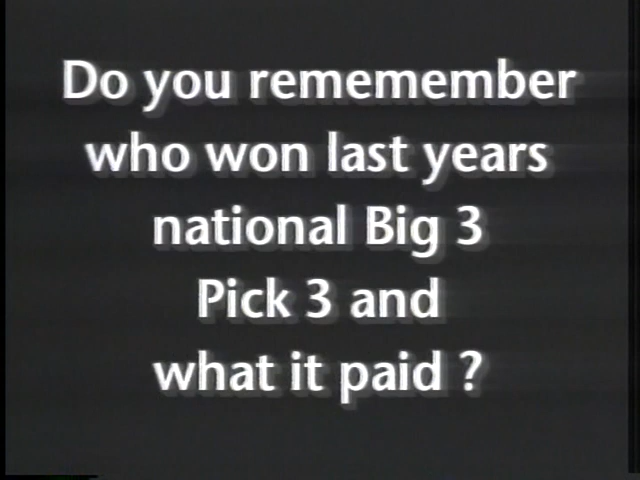 Do you rememember
who won last years
national Big 3
Pick 3 and
what it paid ?